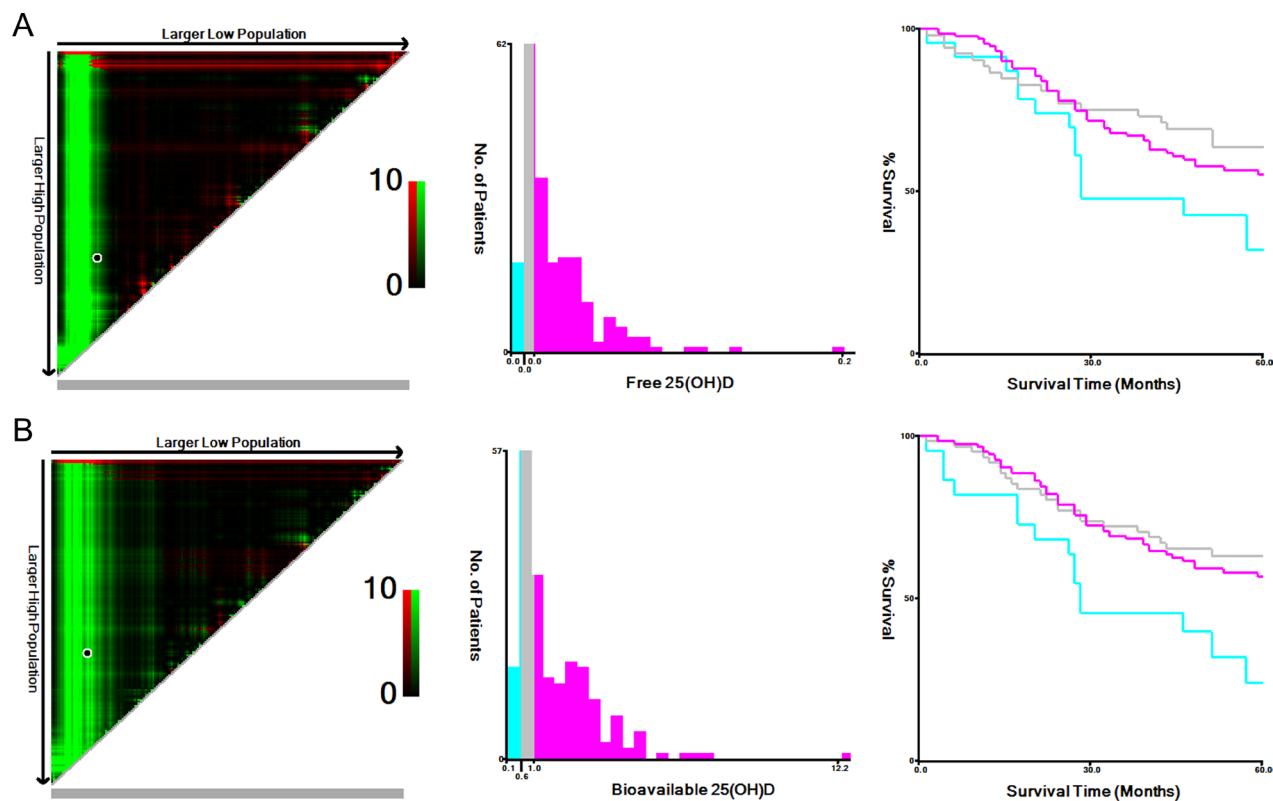 A
Larger Low Population
Larger High Population
10
0
62
No. of Patients
0
0.0
0.0
0.0
0.2
Free 25(OH)D
100
% Survival
50
0
0.0
30.0
60.0
Survival Time (Months)
B
Larger Low Population
Larger High Population
10
0
57
No. of Patients
0
0.1
0.6
1.0
12.2
Bioavailable 25(OH)D
100
% Survival
50
0
0.0
30.0
60.0
Survival Time (Months)